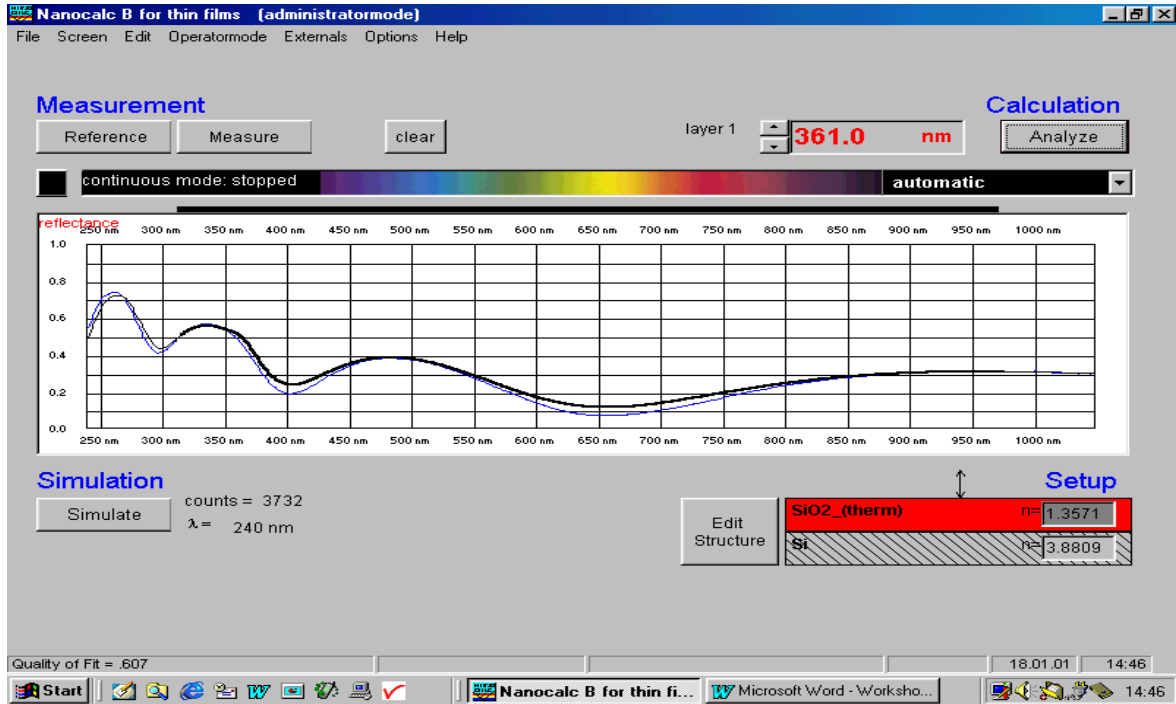 Nanocalc B for thin films (administratormode)
File Screen Edit Operatormode Externals Options Help
Measurement
Calculation
Reference Measure clear layer 1 361.0 nm Analyze
continuous mode: stopped automatic
reflectance
250 nm 300 nm 350 nm 400 nm 450 nm 500 nm 550 nm 600 nm 650 nm 700 nm 750 nm 800 nm 850 nm 900 nm 950 nm 1000 nm
1.0
0.8
0.6
0.4
0.2
0.0
250 nm 300 nm 350 nm 400 nm 450 nm 500 nm 550 nm 600 nm 650 nm 700 nm 750 nm 800 nm 850 nm 900 nm 950 nm 1000 nm
Simulation
Setup
Simulate
counts = 3732
λ = 240 nm
Edit
Structure
SiO2_(therm) n= 1.3571
Si n= 3.8809
Quality of Fit = .607 18.01.01 14:46
Start Nanocalc B for thin fi... Microsoft Word - Worksho... 14:46